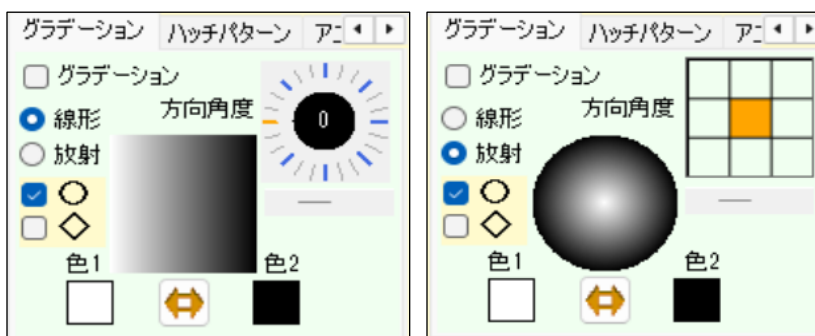 グラデーション ハッチパターン
グラデーション
線形
方向角度
0
放射
色1
色2
グラデーション ハッチパターン
グラデーション
線形
方向角度
放射
色1
色2